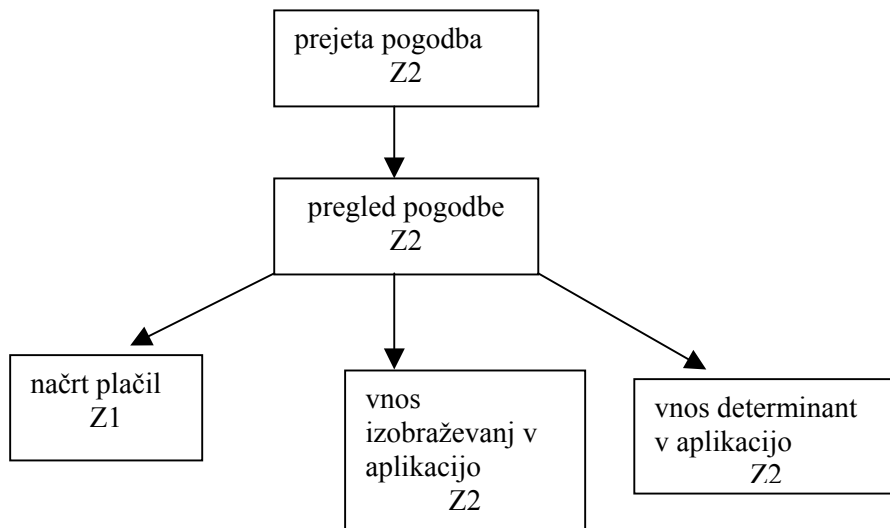 prejeta pogodba
Z2
pregled pogodbe
Z2
načrt plačil
Z1
vnos
izobraževanj v
aplikacijo
Z2
vnos determinant
v aplikacijo
Z2